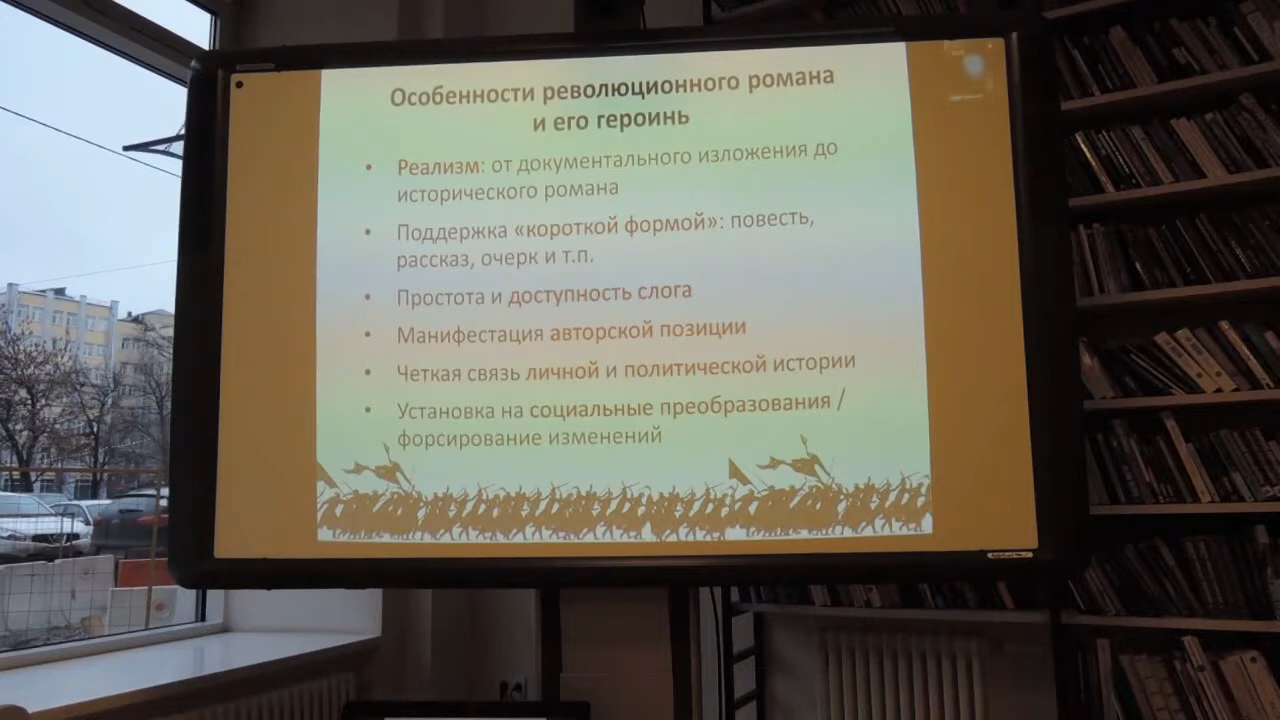 Особенности революционного романа
и его героинь
• Реализм: от документального изложения до
исторического романа
• Поддержка «короткой формой»: повесть,
рассказ, очерк и т.п.
• Простота и доступность слога
• Манифестация авторской позиции
• Четкая связь личной и политической истории
• Установка на социальные преобразования /
форсирование изменений